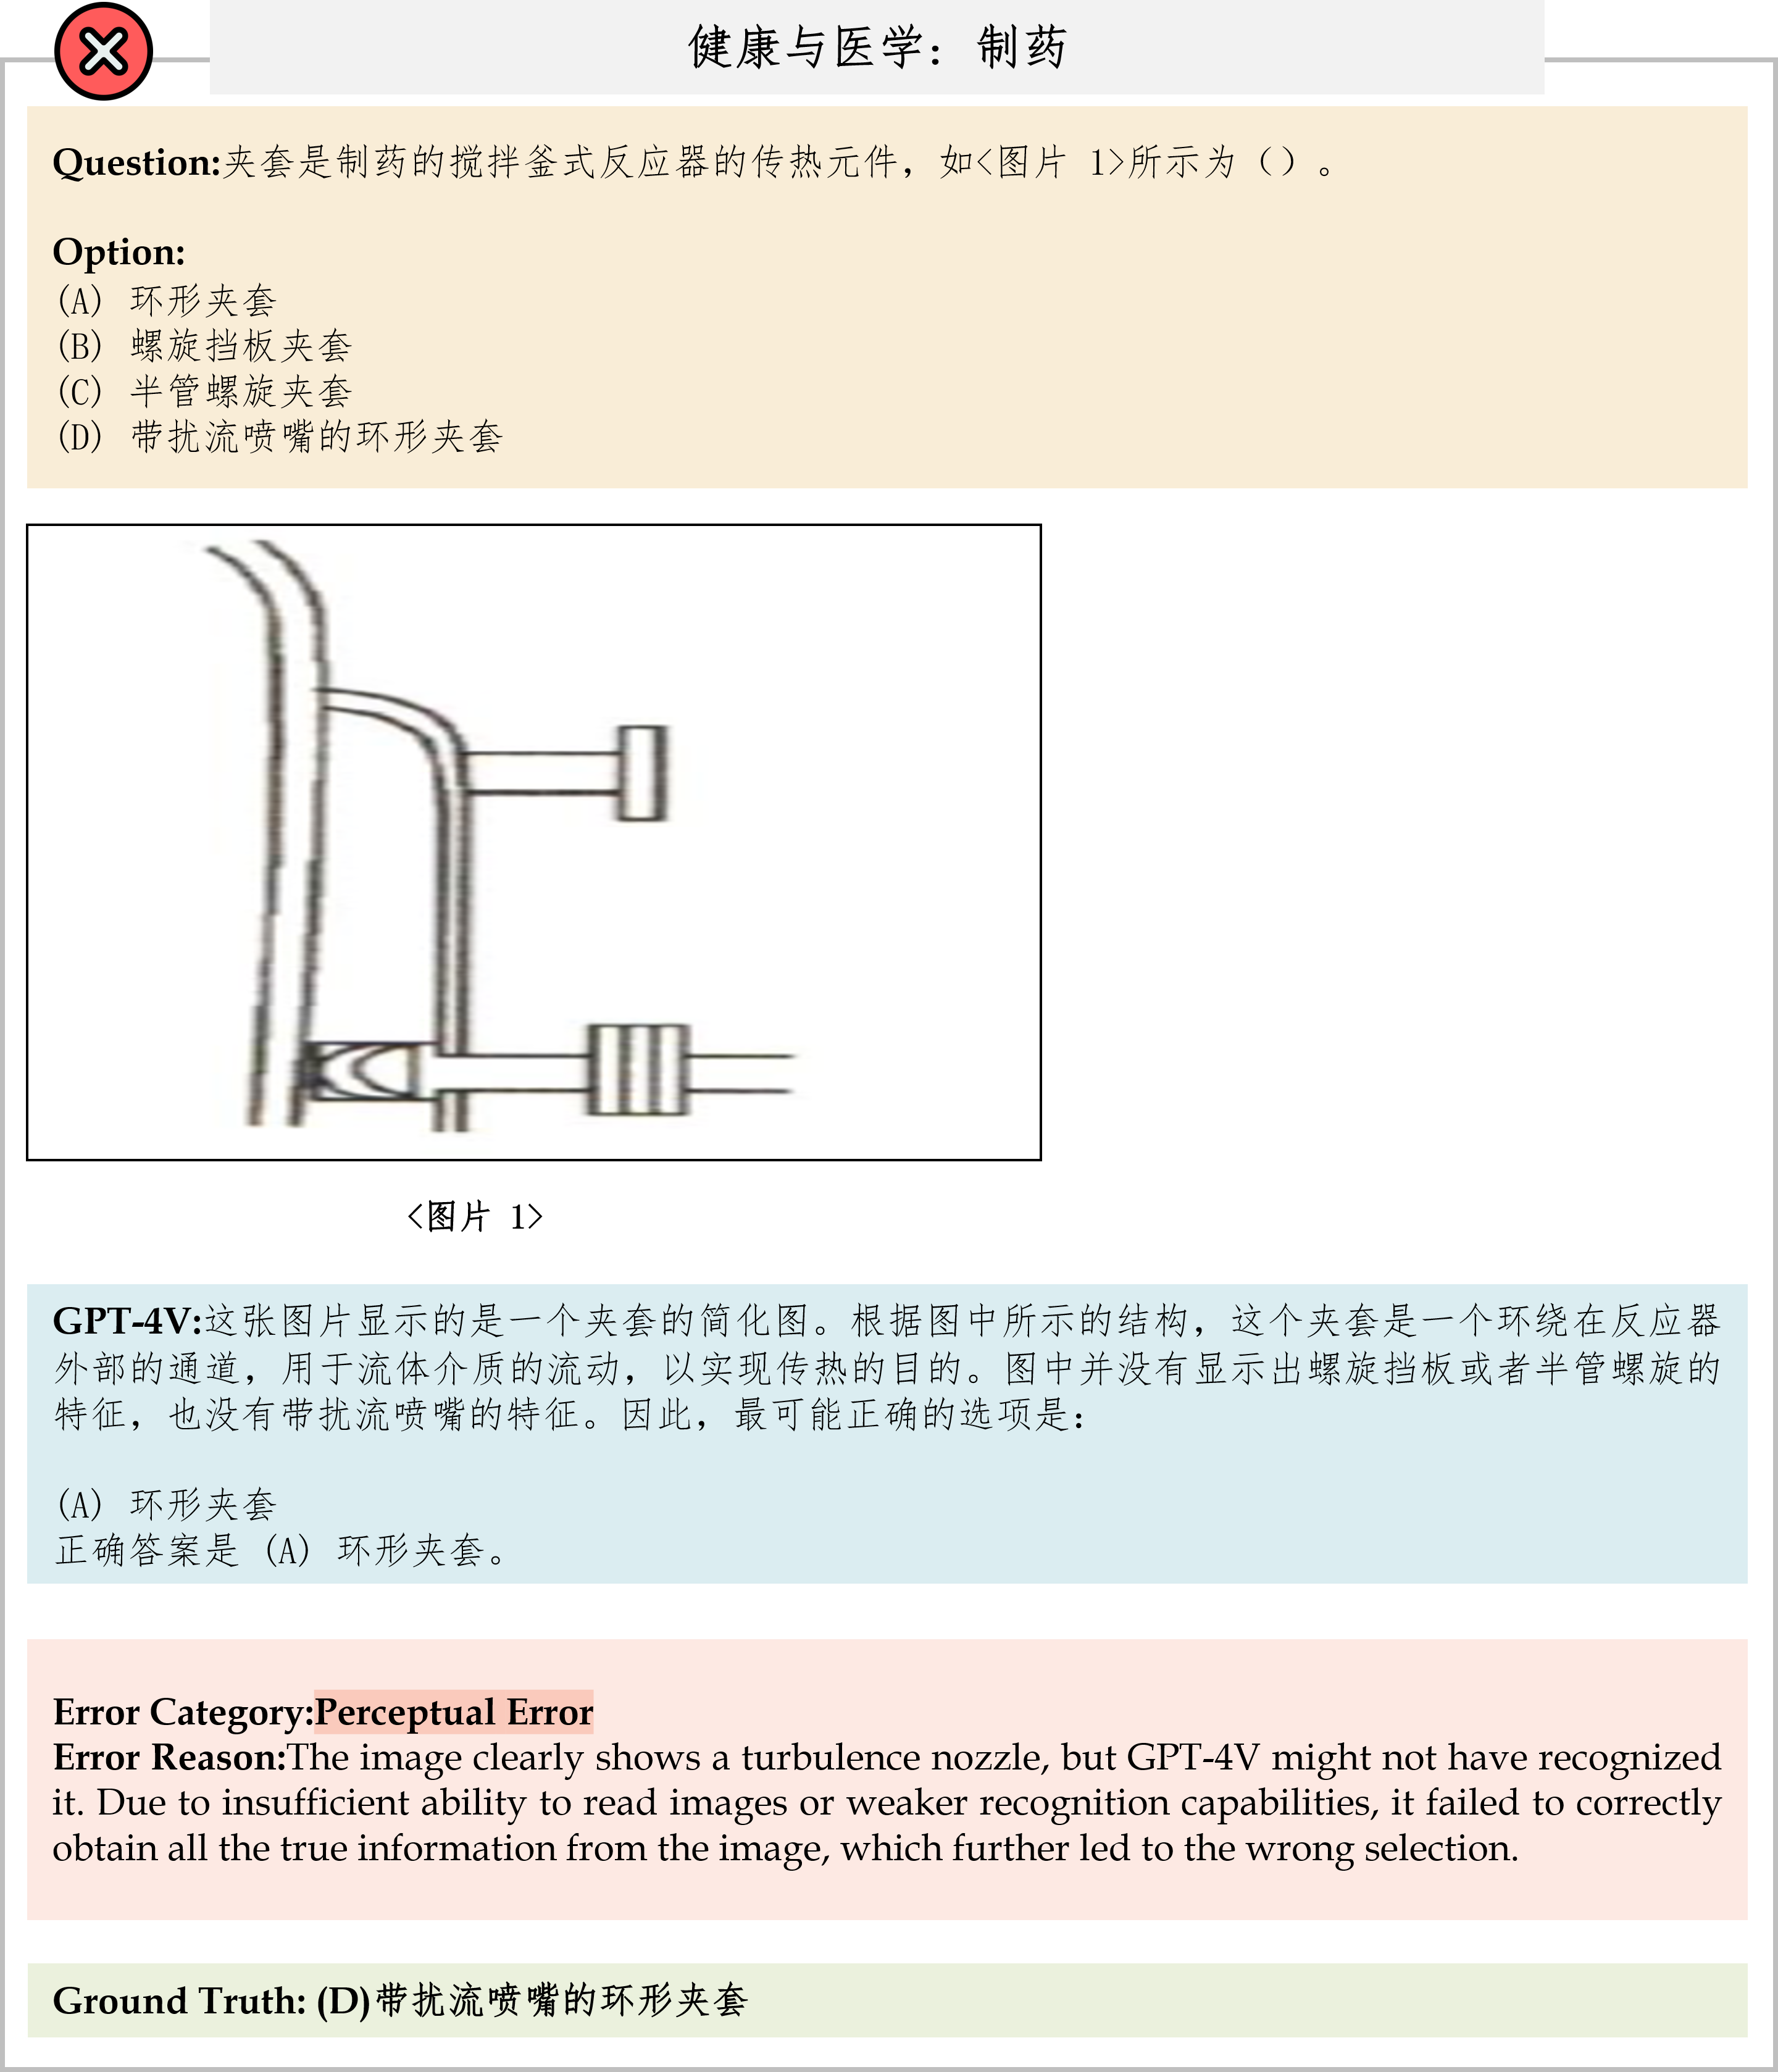 健康与医学：制药
Question:夹套是制药的搅拌釜式反应器的传热元件，如<图片 1>所示为（）。
Option:
(A) 环形夹套
(B) 螺旋挡板夹套
(C) 半管螺旋夹套
(D) 带扰流喷嘴的环形夹套
<图片 1>
GPT-4V:这张图片显示的是一个夹套的简化图。根据图中所示的结构，这个夹套是一个环绕在反应器
外部的通道，用于流体介质的流动，以实现传热的目的。图中并没有显示出螺旋挡板或者半管螺旋的
特征，也没有带扰流喷嘴的特征。因此，最可能正确的选项是：
(A) 环形夹套
正确答案是 (A) 环形夹套。
Error Category:Perceptual Error
Error Reason:The image clearly shows a turbulence nozzle, but GPT-4V might not have recognized
it. Due to insufficient ability to read images or weaker recognition capabilities, it failed to correctly
obtain all the true information from the image, which further led to the wrong selection.
Ground Truth: (D)带扰流喷嘴的环形夹套